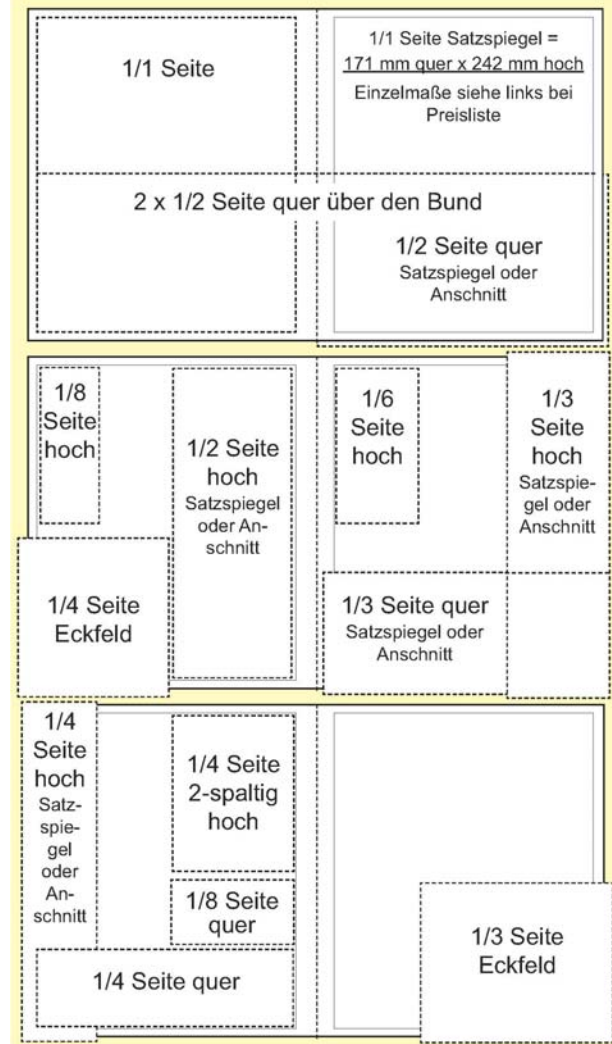 1/1 Seite
1/1 Seite Satzspiegel =
171 mm quer x 242 mm hoch
Einzelmaße siehe links bei
Preisliste
2 x 1/2 Seite quer über den Bund
1/2 Seite quer
Satzspiegel oder
Anschnitt
1/8
Seite
hoch
1/2 Seite
hoch
Satzspiegel
oder An-
schnitt
1/6
Seite
hoch
1/3
Seite
hoch
Satzspie-
gel oder
Anschnitt
1/4 Seite
Eckfeld
1/3 Seite quer
Satzspiegel oder
Anschnitt
1/4
Seite
hoch
Satz-
spie-
gel
oder
An-
schnitt
1/4 Seite
2-spaltig
hoch
1/8 Seite
quer
1/4 Seite quer
1/3 Seite
Eckfeld